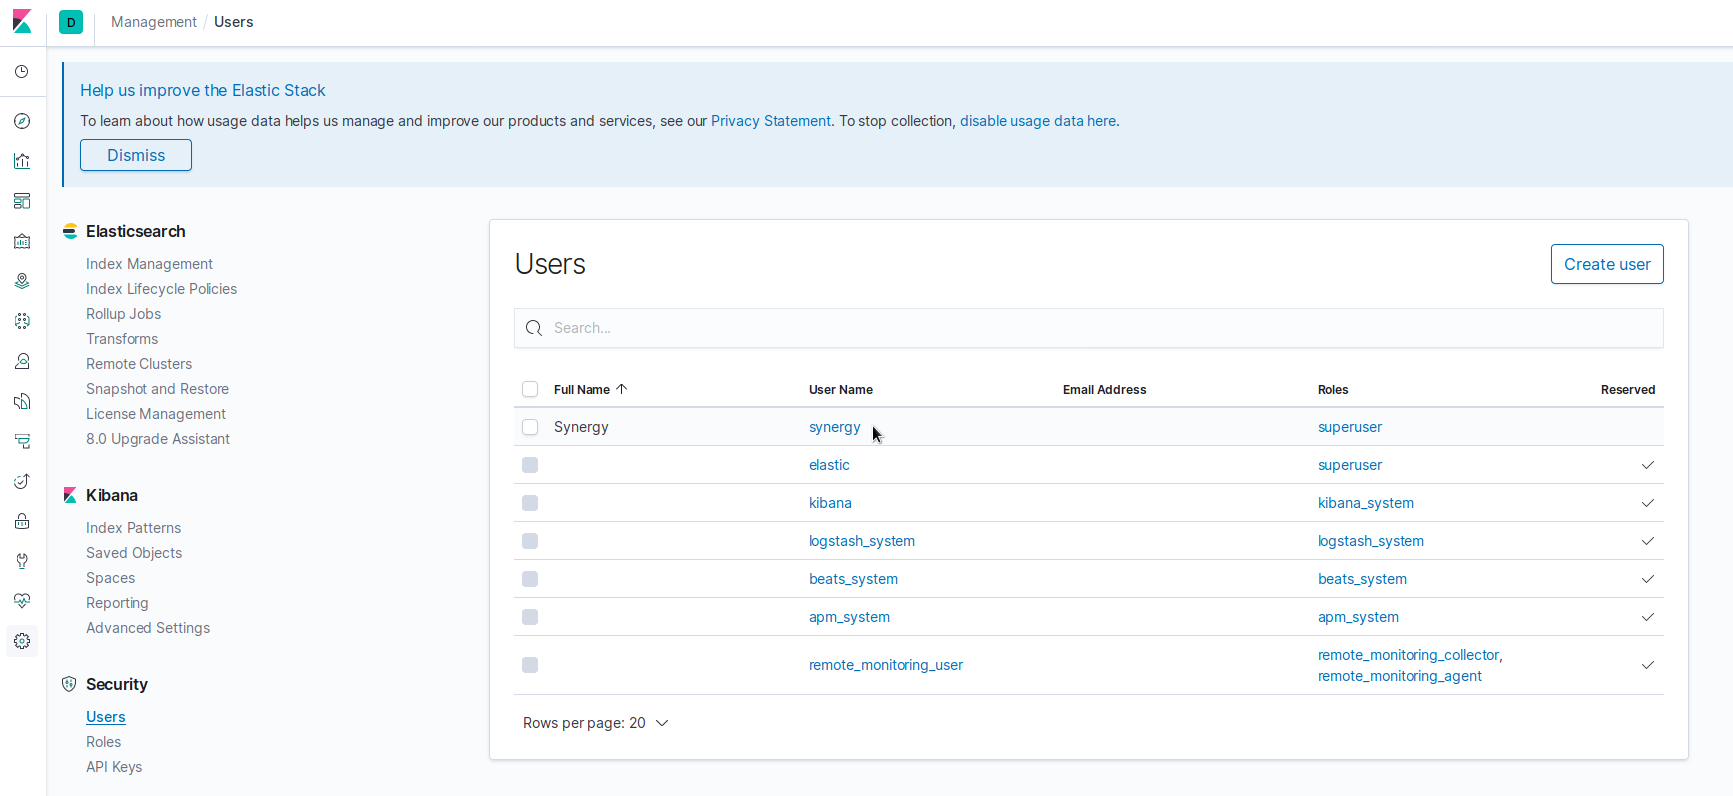 D Management / Users
Help us improve the Elastic Stack
To learn about how usage data helps us manage and improve our products and services, see our Privacy Statement. To stop collection, disable usage data here.
Dismiss
Elasticsearch
Index Management
Index Lifecycle Policies
Rollup Jobs
Transforms
Remote Clusters
Snapshot and Restore
License Management
8.0 Upgrade Assistant
Kibana
Index Patterns
Saved Objects
Spaces
Reporting
Advanced Settings
Security
Users
Roles
API Keys
Users
Create user
Search...
Full Name User Name Email Address Roles Reserved
Synergy synergy superuser
elastic superuser
kibana kibana_system
logstash_system logstash_system
beats_system beats_system
apm_system apm_system
remote_monitoring_user remote_monitoring_collector,
remote_monitoring_agent
Rows per page: 20